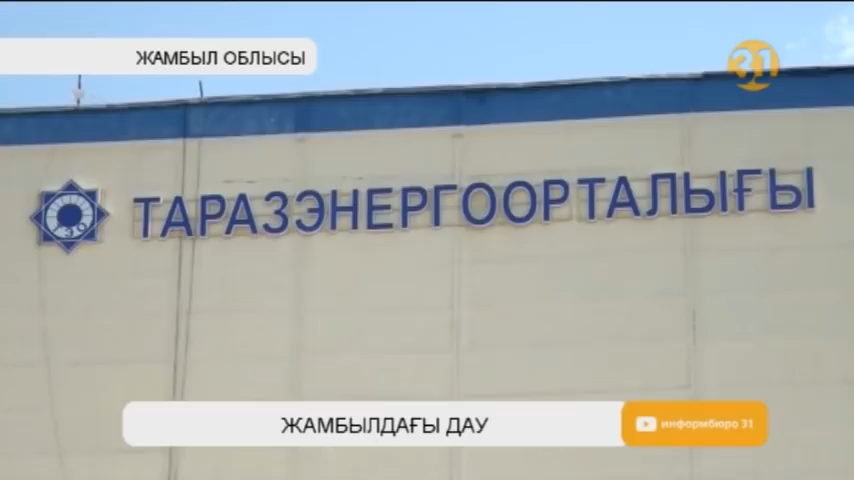 ЖАМБЫЛ ОБЛЫСЫ
31
ТАРАЗЭНЕРГООРТАЛЫҒЫ
ЖАМБЫЛДАҒЫ ДАУ
информбюро 31